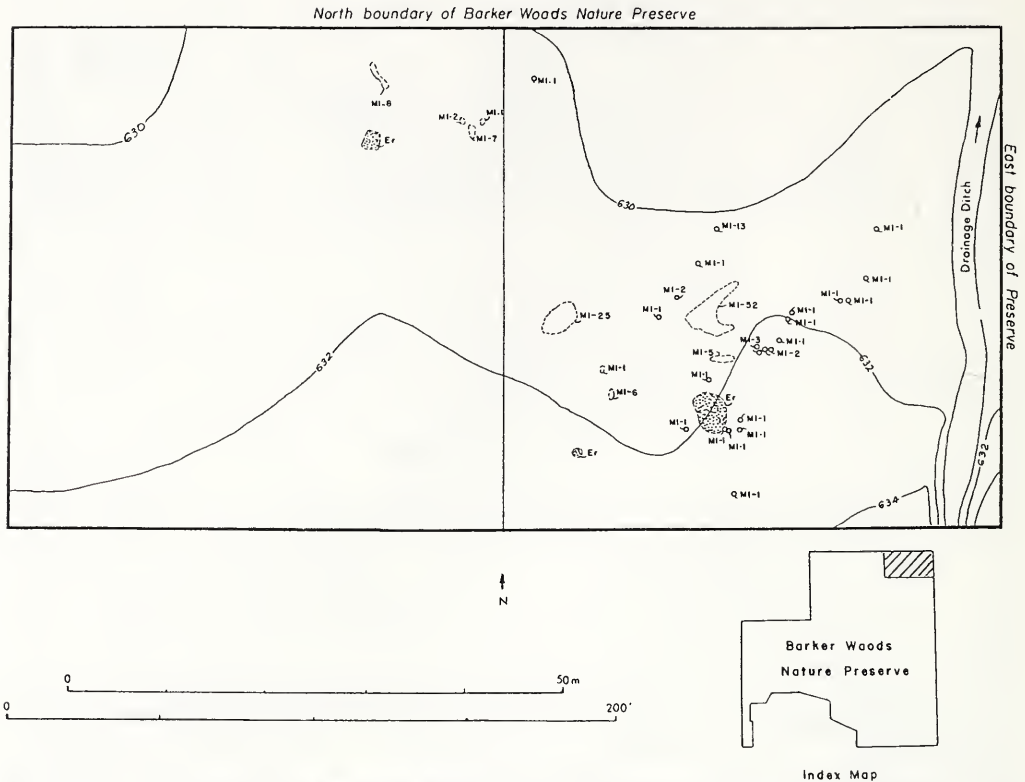 North boundary of Barker Woods Nature Preserve
MI-1
MI-8
MI-2
MI-7
630
Er
East boundary of Preserve
Drainage Ditch
630
MI-13
MI-1
MI-1
MI-1
MI-2
MI-1
MI-1
MI-1
MI-52
MI-1
MI-25
MI-1
MI-1
MI-3
MI-5
MI-2
632
632
MI-1
MI-1
MI-6
Er
MI-1
MI-1
MI-1
MI-1
MI-1
Er
632
MI-1
634
N
0 50m
0 200'
Barker Woods
Nature Preserve
Index Map